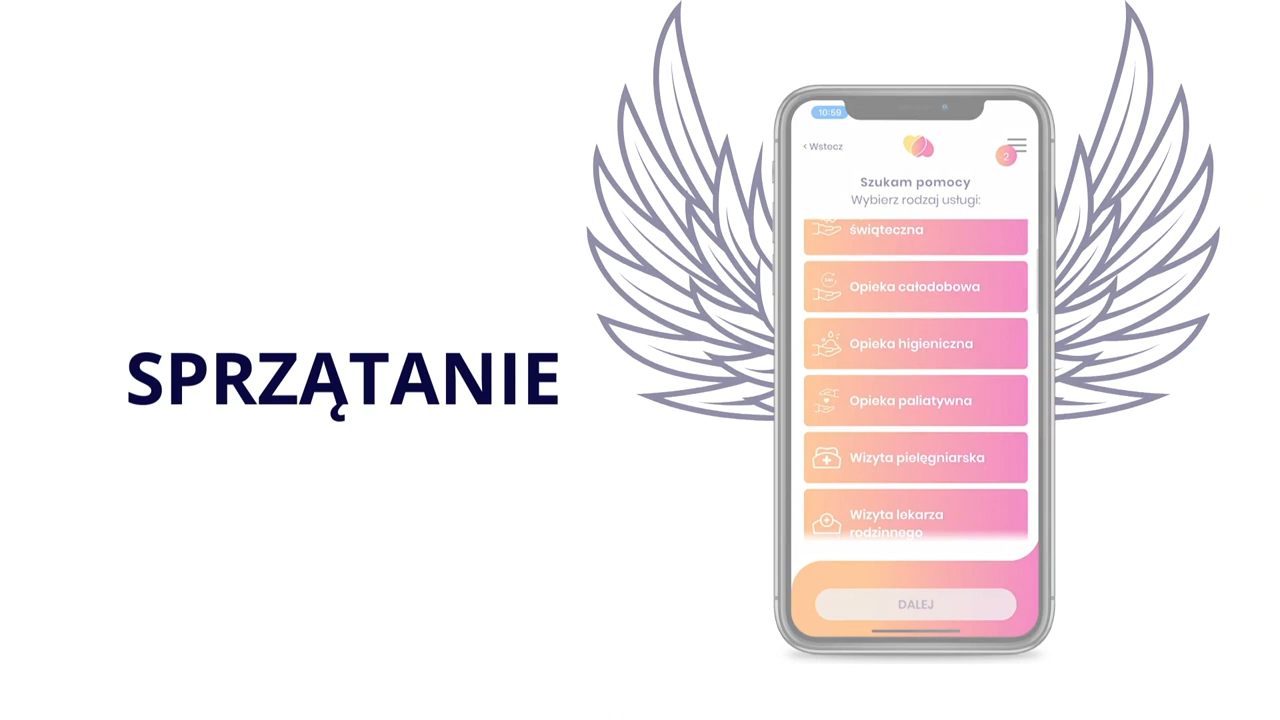 SPRZĄTANIE
10:59
‹ Wstecz
2
Szukam pomocy
Wybierz rodzaj usługi:
świąteczna
Opieka całodobowa
Opieka higieniczna
Opieka paliatywna
Wizyta pielęgniarska
Wizyta lekarza
rodzinnego
DALEJ